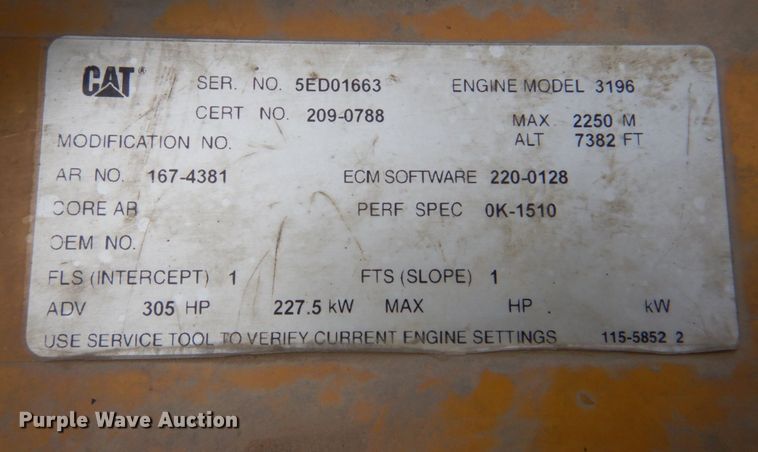 CAT® SER. NO. 5ED01663 ENGINE MODEL 3196
CERT NO. 209-0788 MAX 2250 M
MODIFICATION NO. ALT 7382 FT
AR NO. 167-4381 ECM SOFTWARE 220-0128
CORE AR PERF SPEC 0K-1510
OEM NO.
FLS (INTERCEPT) 1 FTS (SLOPE) 1
ADV 305 HP 227.5 kW MAX HP . kW
USE SERVICE TOOL TO VERIFY CURRENT ENGINE SETTINGS 115-5852 2
Purple Wave Auction